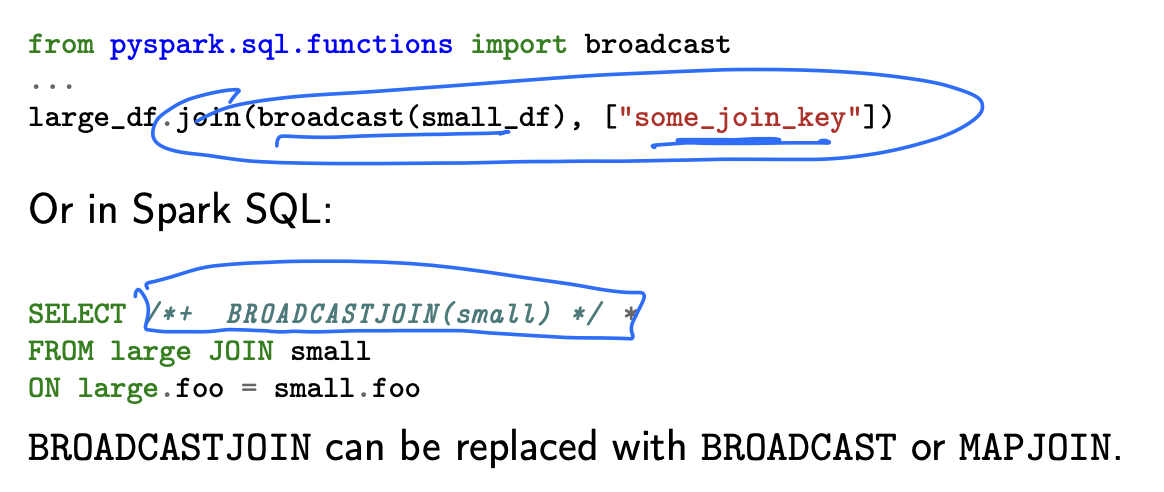 from pyspark.sql.functions import broadcast
...
large_df.join(broadcast(small_df), ["some_join_key"])
Or in Spark SQL:
SELECT /*+  BROADCASTJOIN(small) */ *
FROM large JOIN small
ON large.foo = small.foo
BROADCASTJOIN can be replaced with BROADCAST or MAPJOIN.